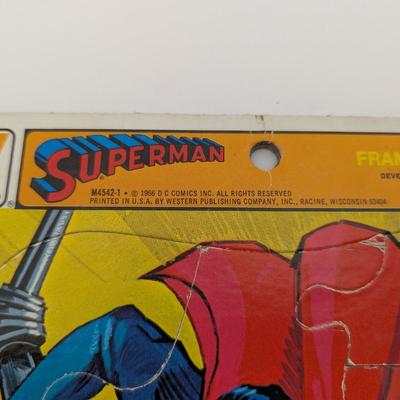 SUPERMAN
M4542-1 • © 1966 D C COMICS INC. ALL RIGHTS RESERVED
PRINTED IN U.S.A. BY WESTERN PUBLISHING COMPANY, INC., RACINE, WISCONSIN 53404